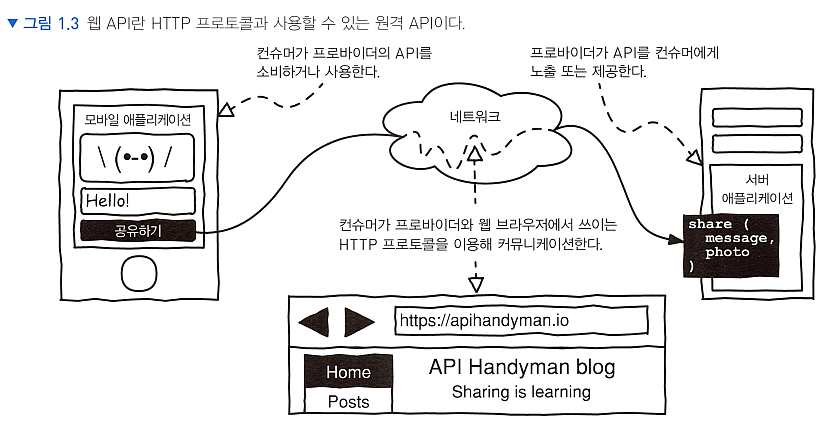 ▼ 그림 1.3 웹 API란 HTTP 프로토콜과 사용할 수 있는 원격 API이다.
컨슈머가 프로바이더의 API를
소비하거나 사용한다.
프로바이더가 API를 컨슈머에게
노출 또는 제공한다.
모바일 애플리케이션
\ (•-•) /
Hello!
공유하기
네트워크
서버
애플리케이션
share (
message,
photo
)
컨슈머가 프로바이더와 웹 브라우저에서 쓰이는
HTTP 프로토콜을 이용해 커뮤니케이션한다.
https://apihandyman.io
Home
Posts
API Handyman blog
Sharing is learning